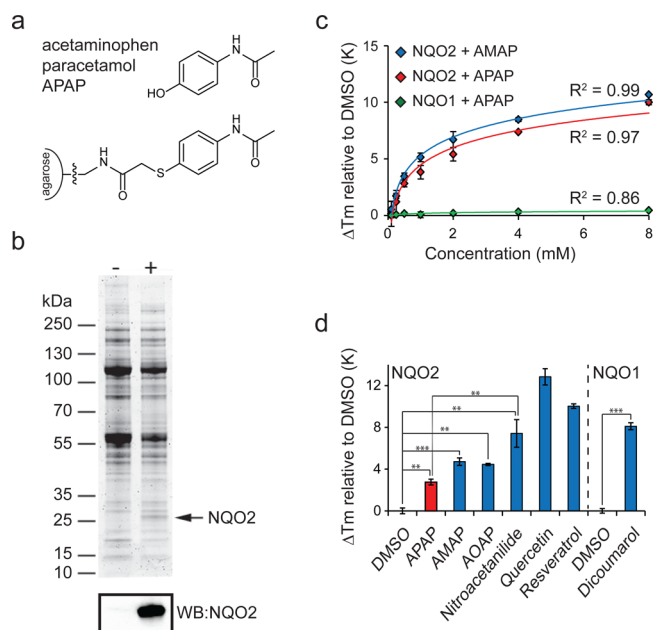 a
acetaminophen
paracetamol
APAP
H
N
O
HO
H
N
O
agarose
H
N
O
S
b
- +
kDa
250
130
100
70
55
35
25
15
10
NQO2
WB:NQO2
c
ΔTm relative to DMSO (K)
15
10
5
0
NQO2 + AMAP
NQO2 + APAP
NQO1 + APAP
R² = 0.99
R² = 0.97
R² = 0.86
0 2 4 6 8
Concentration (mM)
d
ΔTm relative to DMSO (K)
12
8
4
0
NQO2
NQO1
**
**
**
***
**
***
DMSO
APAP
AMAP
AOAP
Nitroacetanilide
Quercetin
Resveratrol
DMSO
Dicoumarol